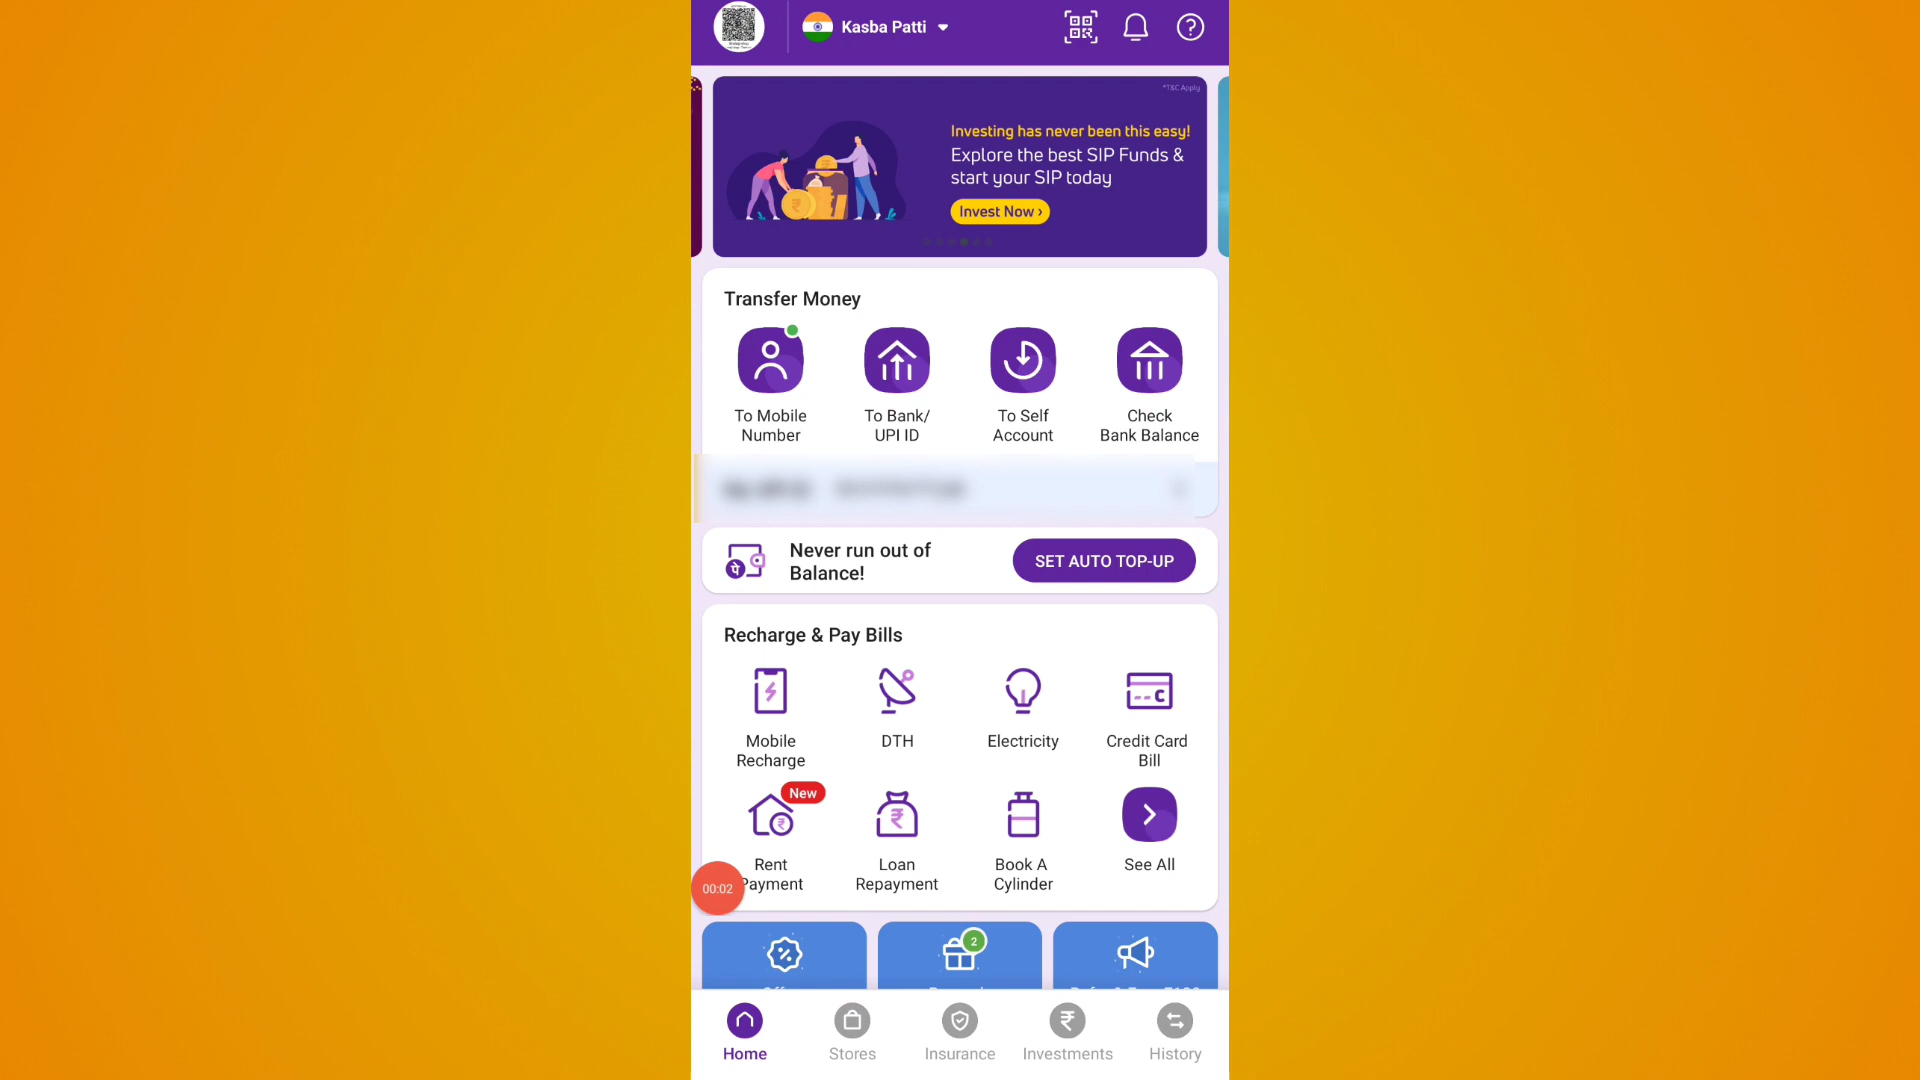 Kasba Patti
*T&C Apply
Investing has never been this easy!
Explore the best SIP Funds &
start your SIP today
Invest Now ›
Transfer Money
To Mobile
Number
To Bank/
UPI ID
To Self
Account
Check
Bank Balance
पे
Never run out of
Balance!
SET AUTO TOP-UP
Recharge & Pay Bills
Mobile
Recharge
DTH
Electricity
Credit Card
Bill
New
Rent
Payment
Loan
Repayment
Book A
Cylinder
See All
00:02
2
Home
Stores
Insurance
Investments
History